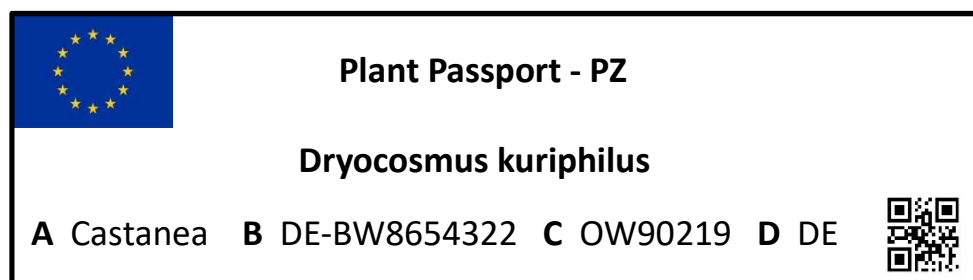 Plant Passport - PZ
Dryocosmus kuriphilus
A Castanea B DE-BW8654322 C OW90219 D DE